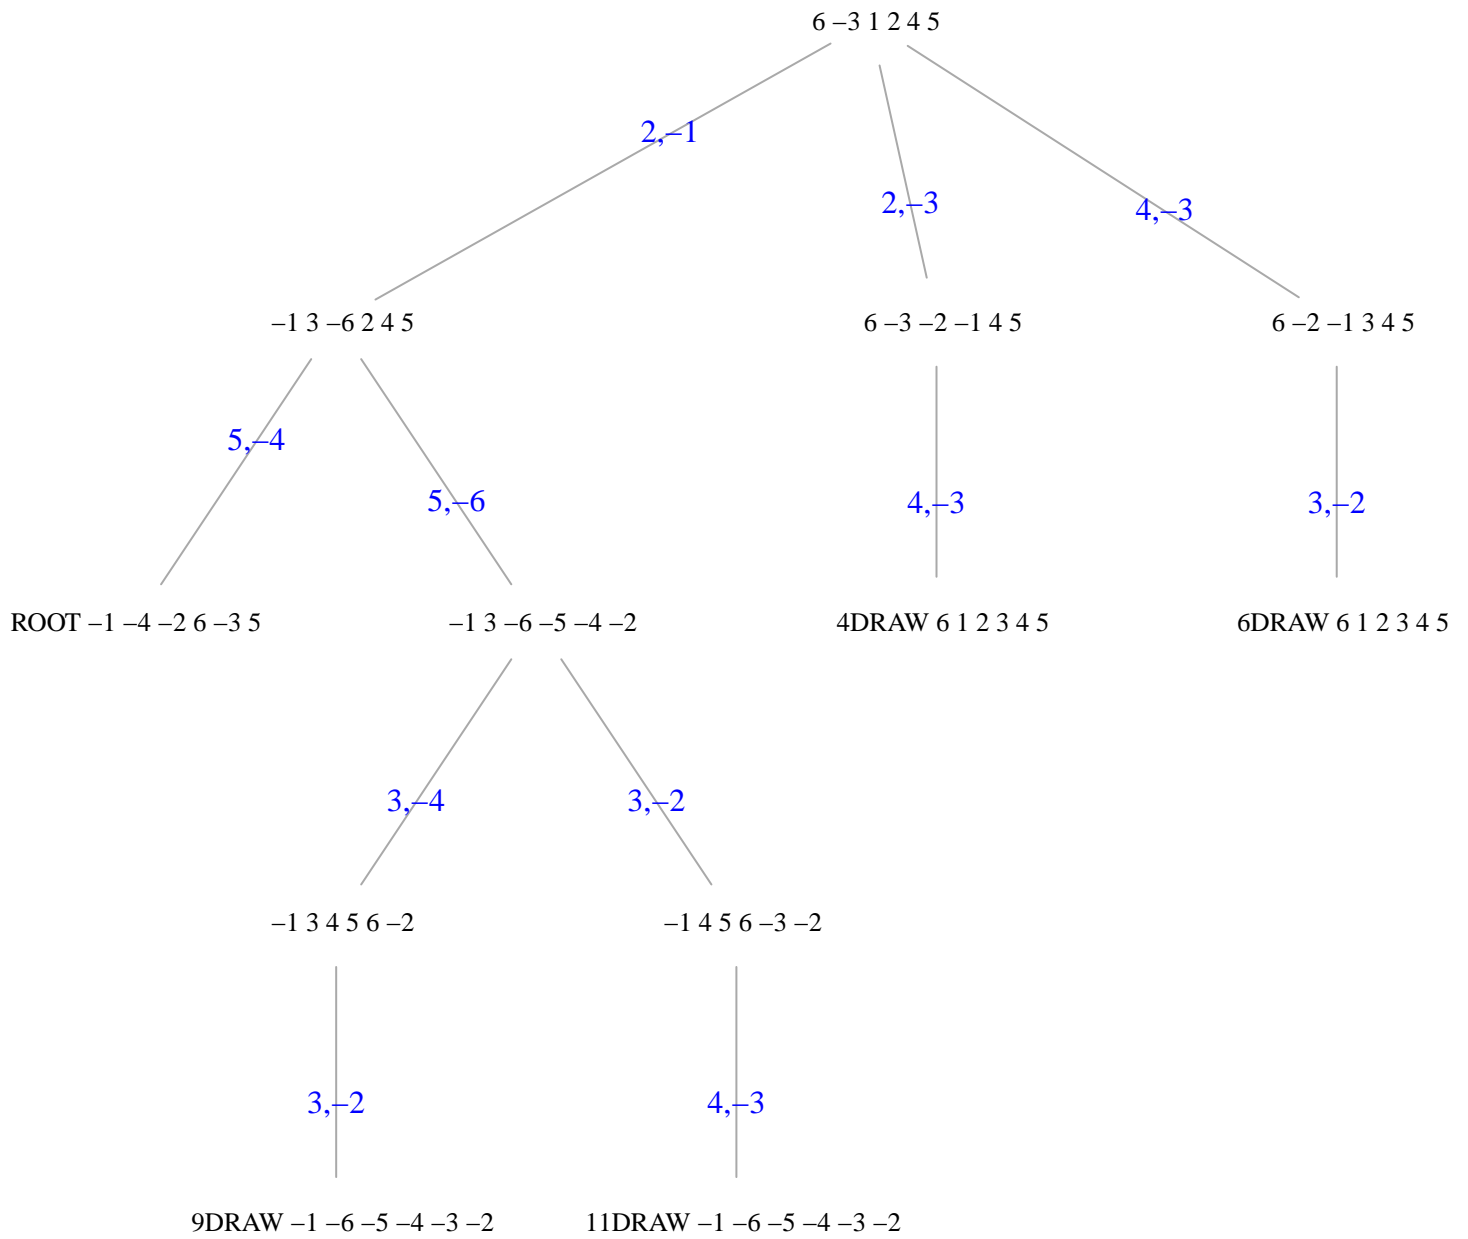 6 –3 1 2 4 5
2,–1
2,–3
4,–3
–1 3 –6 2 4 5
6 –3 –2 –1 4 5
6 –2 –1 3 4 5
5,–4
5,–6
4,–3
3,–2
ROOT –1 –4 –2 6 –3 5
–1 3 –6 –5 –4 –2
4DRAW 6 1 2 3 4 5
6DRAW 6 1 2 3 4 5
3,–4
3,–2
–1 3 4 5 6 –2
–1 4 5 6 –3 –2
3,–2
4,–3
9DRAW –1 –6 –5 –4 –3 –2
11DRAW –1 –6 –5 –4 –3 –2